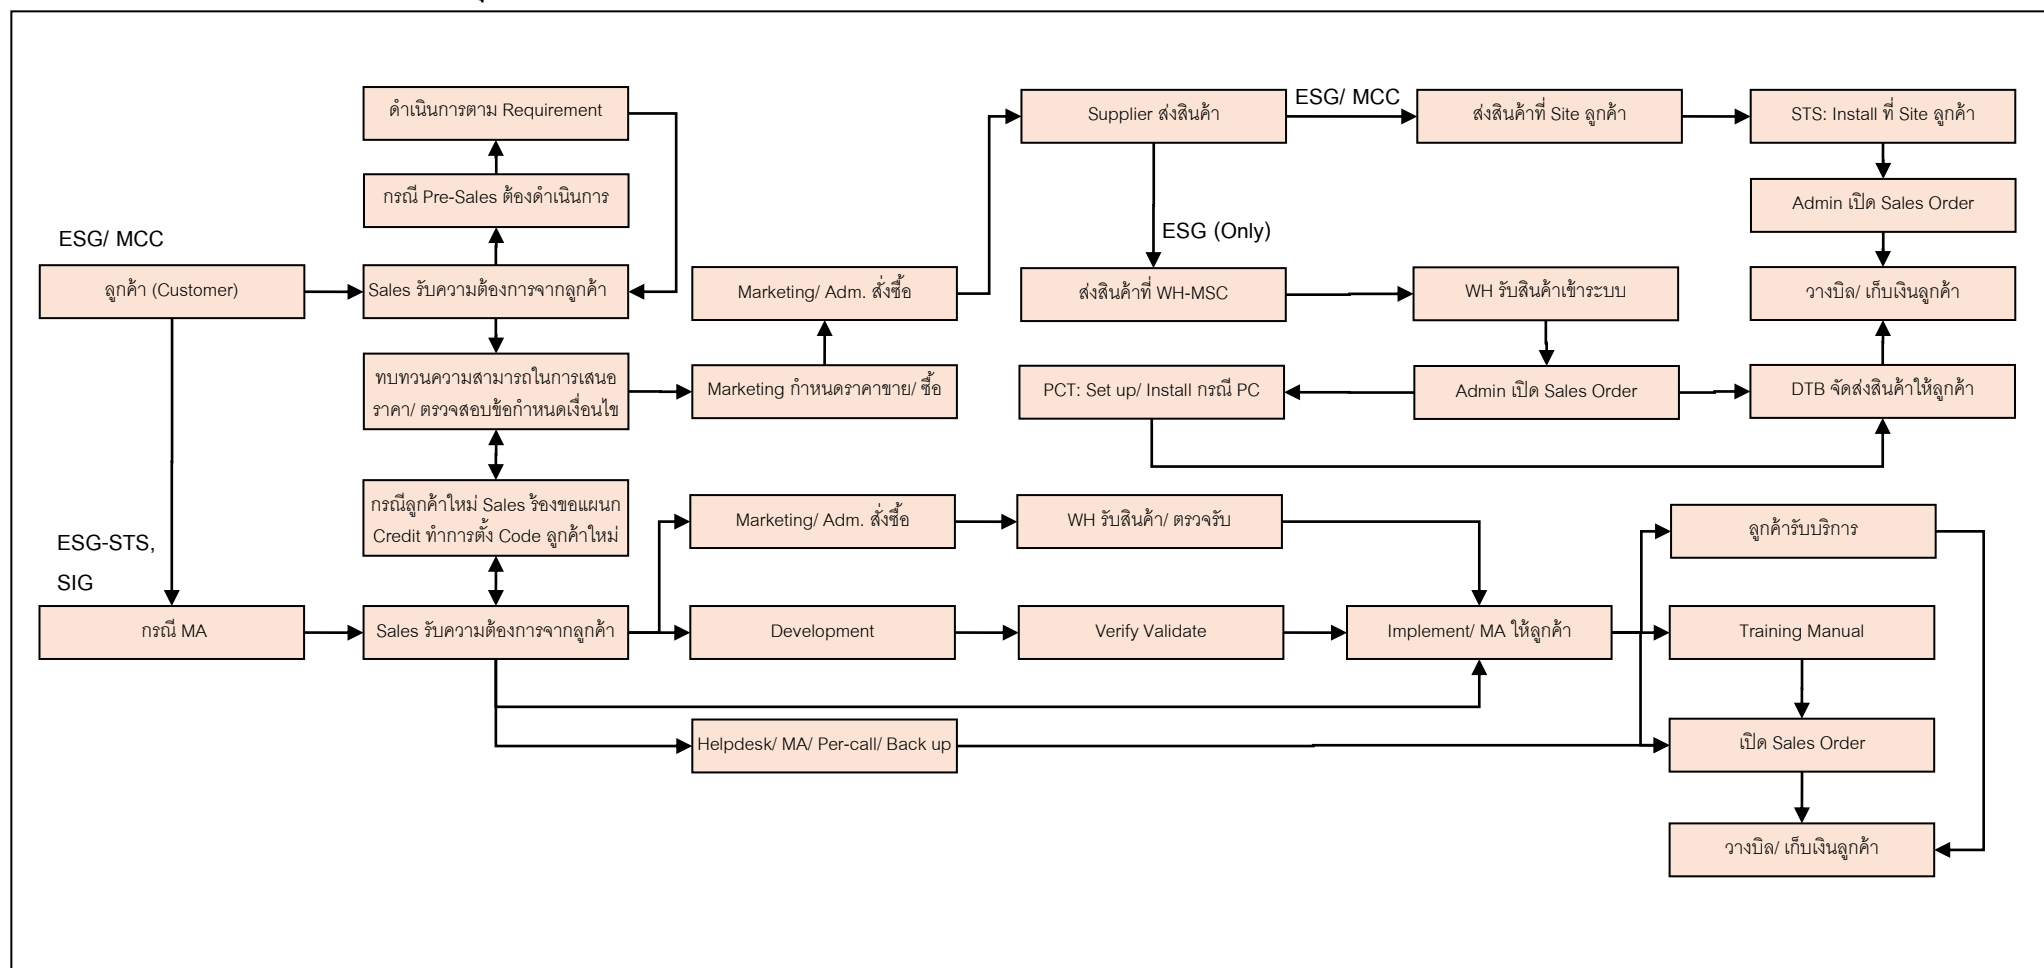 ดำเนินการตาม Requirement
Supplier ส่งสินค้า
ESG/ MCC
ส่งสินค้าที่ Site ลูกค้า
STS: Install ที่ Site ลูกค้า
กรณี Pre-Sales ต้องดำเนินการ
Admin เปิด Sales Order
ESG/ MCC
ESG (Only)
ลูกค้า (Customer)
Sales รับความต้องการจากลูกค้า
Marketing/ Adm. สั่งซื้อ
ส่งสินค้าที่ WH-MSC
WH รับสินค้าเข้าระบบ
วางบิล/ เก็บเงินลูกค้า
ทบทวนความสามารถในการเสนอ
ราคา/ ตรวจสอบข้อกำหนดเงื่อนไข
Marketing กำหนดราคาขาย/ ซื้อ
PCT: Set up/ Install กรณี PC
Admin เปิด Sales Order
DTB จัดส่งสินค้าให้ลูกค้า
กรณีลูกค้าใหม่ Sales ร้องขอแผนก
Credit ทำการตั้ง Code ลูกค้าใหม่
Marketing/ Adm. สั่งซื้อ
WH รับสินค้า/ ตรวจรับ
ลูกค้ารับบริการ
ESG-STS,
SIG
กรณี MA
Sales รับความต้องการจากลูกค้า
Development
Verify Validate
Implement/ MA ให้ลูกค้า
Training Manual
Helpdesk/ MA/ Per-call/ Back up
เปิด Sales Order
วางบิล/ เก็บเงินลูกค้า